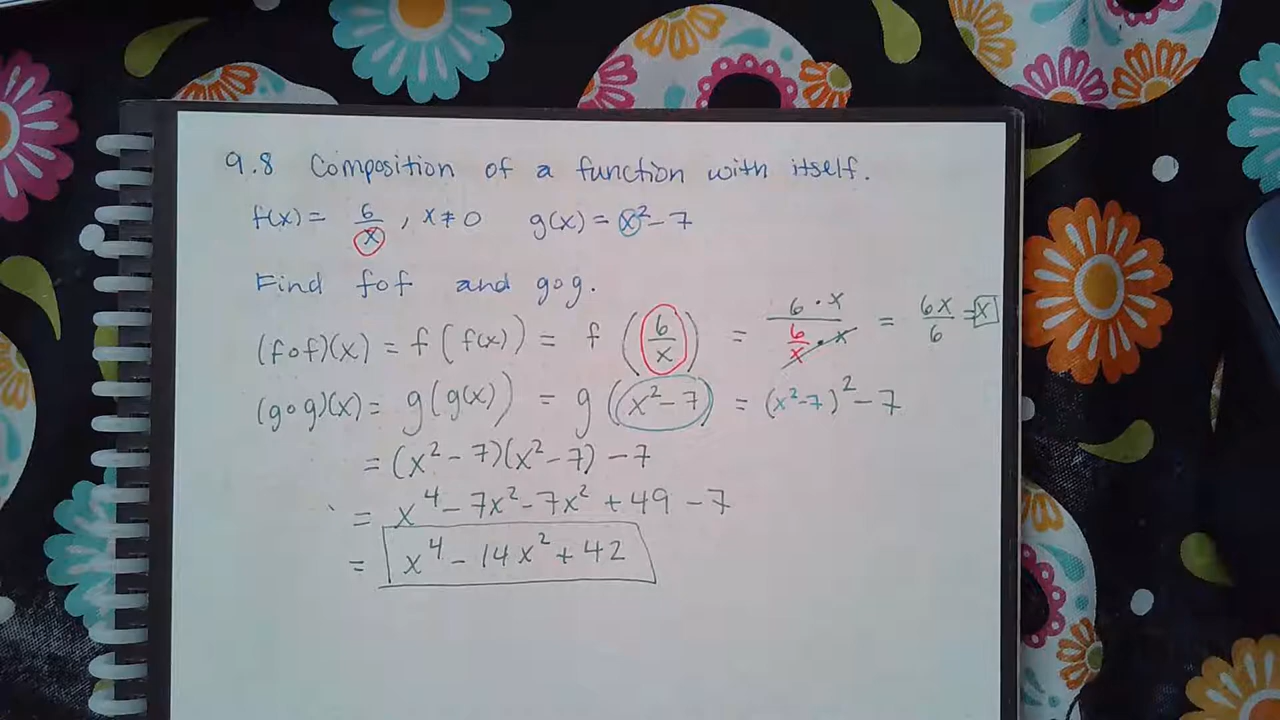 9.8 Composition of a function with itself.
f(x) = 6/x , x ≠ 0 g(x) = x² - 7
Find f∘f and g∘g.
(f∘f)(x) = f(f(x)) = f(6/x) = (6·x)/(6/x·x) = 6x/6 = x
(g∘g)(x) = g(g(x)) = g(x²-7) = (x²-7)² - 7
= (x² - 7)(x² - 7) - 7
= x⁴ - 7x² - 7x² + 49 - 7
= x⁴ - 14x² + 42